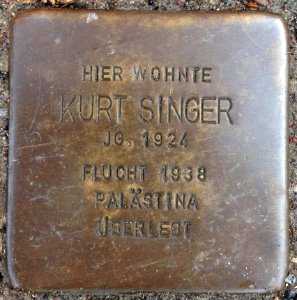 HIER WOHNTE
KURT SINGER
JG. 1924
FLUCHT 1938
PALÄSTINA
ÜBERLEBT